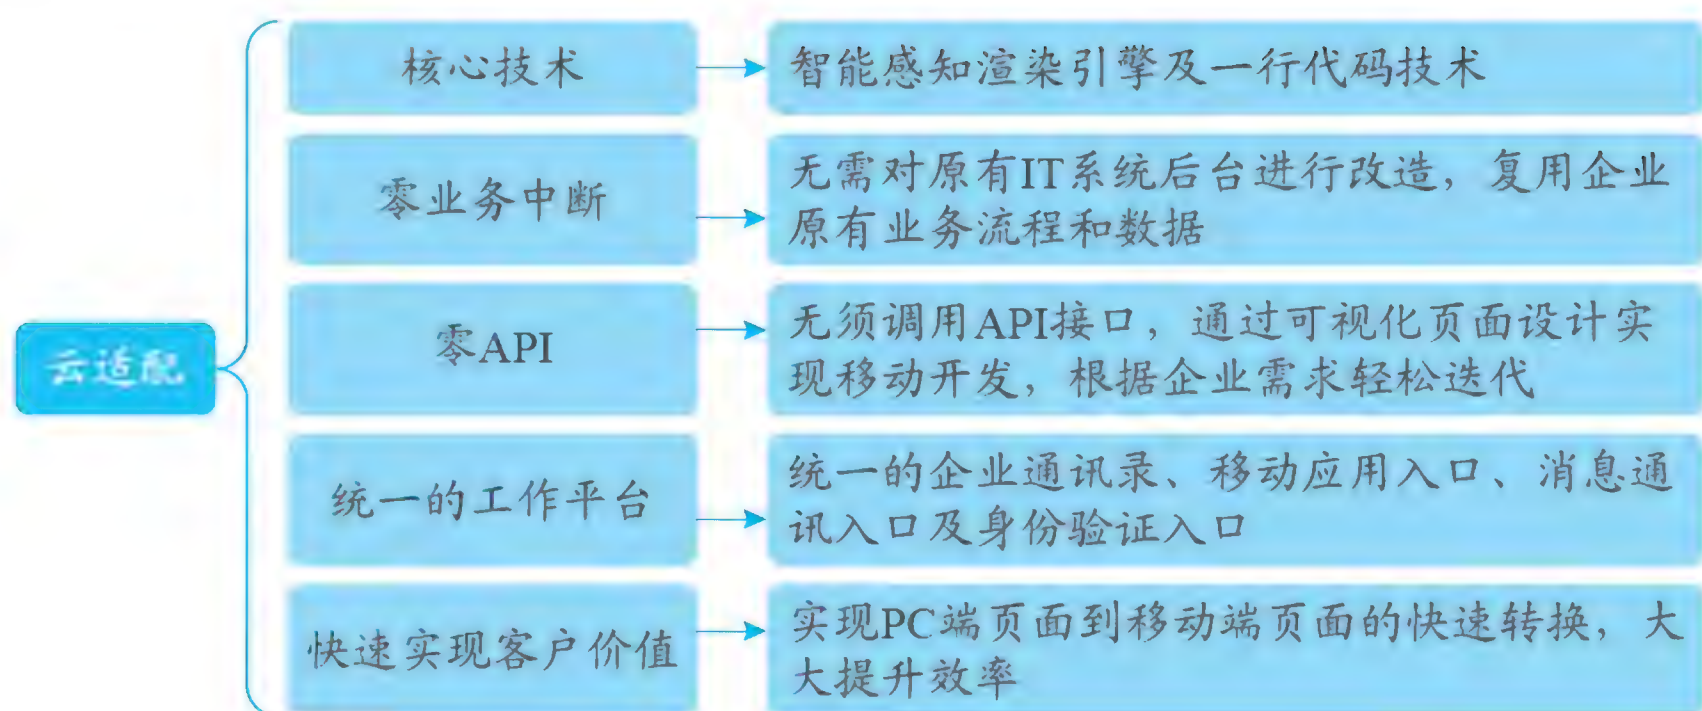 云适配
核心技术
智能感知渲染引擎及一行代码技术
零业务中断
无需对原有IT系统后台进行改造，复用企业
原有业务流程和数据
零API
无须调用API接口，通过可视化页面设计实
现移动开发，根据企业需求轻松迭代
统一的工作平台
统一的企业通讯录、移动应用入口、消息通
讯入口及身份验证入口
快速实现客户价值
实现PC端页面到移动端页面的快速转换，大
大提升效率